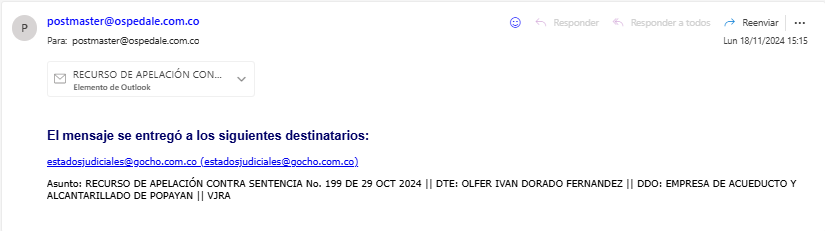 P
postmaster@ospedale.com.co
Responder
Responder a todos
Reenviar
Para: postmaster@ospedale.com.co
Lun 18/11/2024 15:15
RECURSO DE APELACIÓN CON...
Elemento de Outlook
El mensaje se entregó a los siguientes destinatarios:
estadosjudiciales@gocho.com.co (estadosjudiciales@gocho.com.co)
Asunto: RECURSO DE APELACIÓN CONTRA SENTENCIA No. 199 DE 29 OCT 2024 || DTE: OLFER IVAN DORADO FERNANDEZ || DDO: EMPRESA DE ACUEDUCTO Y
ALCANTARILLADO DE POPAYAN || VJRA